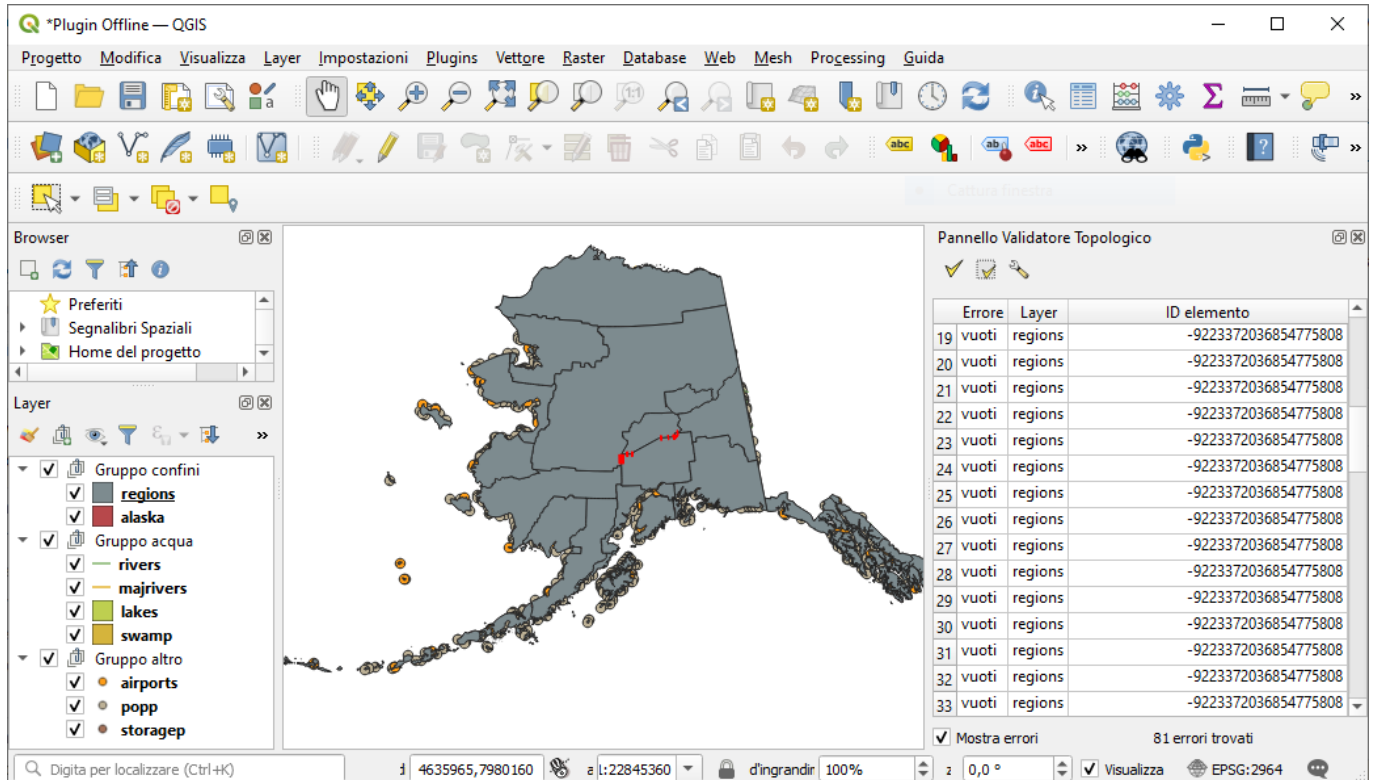 *Plugin Offline — QGIS
Progetto Modifica Visualizza Layer Impostazioni Plugins Vettore Raster Database Web Mesh Processing Guida
Cattura finestra
Browser
Preferiti
Segnalibri Spaziali
Home del progetto
Layer
Gruppo confini
regions
alaska
Gruppo acqua
rivers
majrivers
lakes
swamp
Gruppo altro
airports
popp
storagep
Pannello Validatore Topologico
Errore Layer ID elemento
19 vuoti regions -9223372036854775808
20 vuoti regions -9223372036854775808
21 vuoti regions -9223372036854775808
22 vuoti regions -9223372036854775808
23 vuoti regions -9223372036854775808
24 vuoti regions -9223372036854775808
25 vuoti regions -9223372036854775808
26 vuoti regions -9223372036854775808
27 vuoti regions -9223372036854775808
28 vuoti regions -9223372036854775808
29 vuoti regions -9223372036854775808
30 vuoti regions -9223372036854775808
31 vuoti regions -9223372036854775808
32 vuoti regions -9223372036854775808
33 vuoti regions -9223372036854775808
Mostra errori 81 errori trovati
Digita per localizzare (Ctrl+K) 4635965,7980160 a 1:22845360 d'ingrandir 100% z 0,0 ° Visualizza EPSG:2964